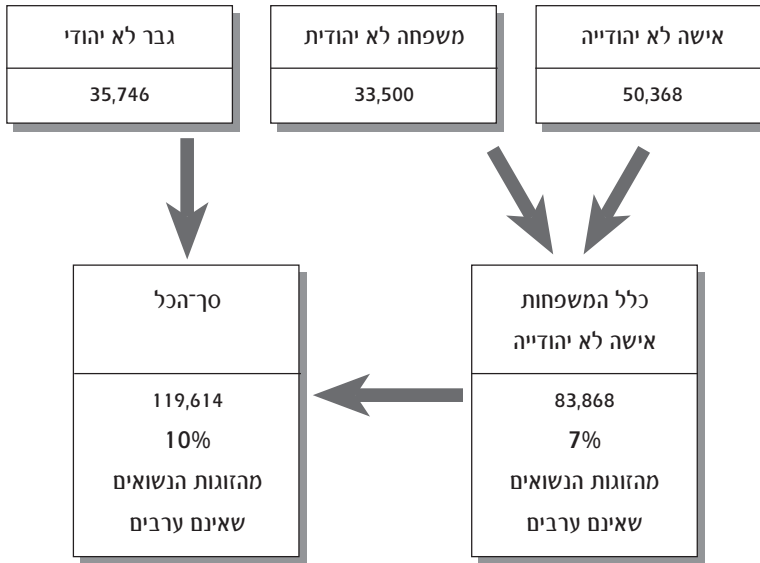 אישה לא יהודייה
50,368
משפחה לא יהודית
33,500
גבר לא יהודי
35,746
כלל המשפחות
אישה לא יהודייה
83,868
7%
מהזוגות הנשואים
שאינם ערבים
סך־הכל
119,614
10%
מהזוגות הנשואים
שאינם ערבים